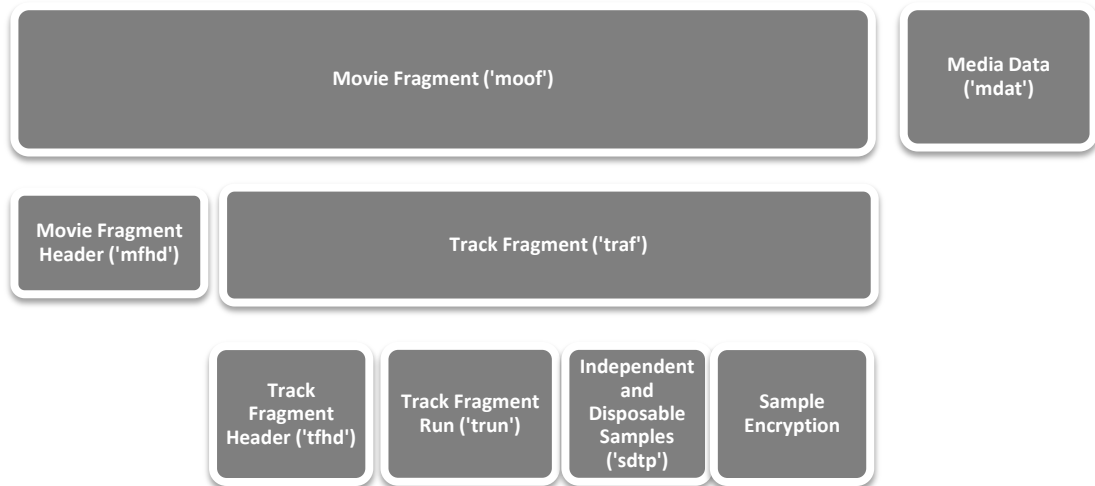 Movie Fragment ('moof')
Media Data
('mdat')
Movie Fragment
Header ('mfhd')
Track Fragment ('traf')
Track
Fragment
Header ('tfhd')
Track Fragment
Run ('trun')
Independent
and
Disposable
Samples
('sdtp')
Sample
Encryption